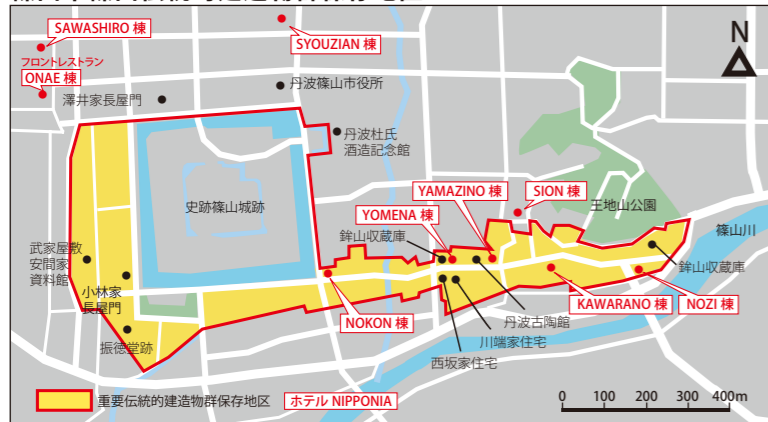 SAWASHIRO 棟
SYOUZIAN 棟
N
フロントレストラン
ONAE 棟
丹波篠山市役所
澤井家長屋門
丹波杜氏
酒造記念館
YAMAZINO 棟
SION 棟
史跡篠山城跡
YOMENA 棟
王地山公園
篠山川
鉾山収蔵庫
武家屋敷
安間家
資料館
鉾山収蔵庫
小林家
長屋門
NOKON 棟
KAWARANO 棟
NOZI 棟
丹波古陶館
振徳堂跡
川端家住宅
西坂家住宅
重要伝統的建造物群保存地区
ホテル NIPPONIA
0 100 200 300 400m